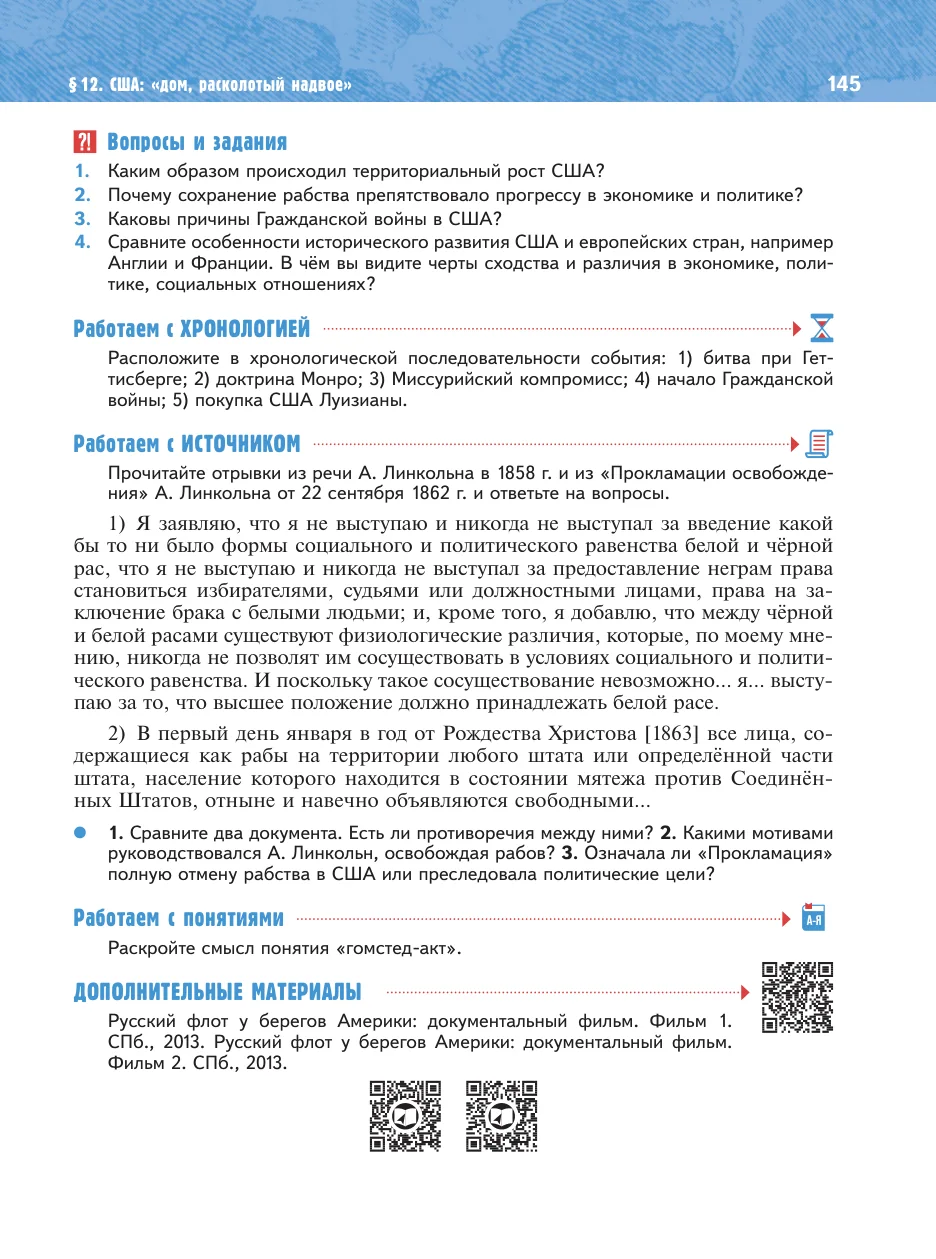 § 12. США: «дом, расколотый надвое»
145
?! Вопросы и задания
1. Каким образом происходил территориальный рост США?
2. Почему сохранение рабства препятствовало прогрессу в экономике и политике?
3. Каковы причины Гражданской войны в США?
4. Сравните особенности исторического развития США и европейских стран, например
Англии и Франции. В чём вы видите черты сходства и различия в экономике, поли-
тике, социальных отношениях?
Работаем с ХРОНОЛОГИЕЙ
Расположите в хронологической последовательности события: 1) битва при Гет-
тисберге; 2) доктрина Монро; 3) Миссурийский компромисс; 4) начало Гражданской
войны; 5) покупка США Луизианы.
Работаем с ИСТОЧНИКОМ
Прочитайте отрывки из речи А. Линкольна в 1858 г. и из «Прокламации освобожде-
ния» А. Линкольна от 22 сентября 1862 г. и ответьте на вопросы.
1) Я заявляю, что я не выступаю и никогда не выступал за введение какой
бы то ни было формы социального и политического равенства белой и чёрной
рас, что я не выступаю и никогда не выступал за предоставление неграм права
становиться избирателями, судьями или должностными лицами, права на за-
ключение брака с белыми людьми; и, кроме того, я добавлю, что между чёрной
и белой расами существуют физиологические различия, которые, по моему мне-
нию, никогда не позволят им сосуществовать в условиях социального и полити-
ческого равенства. И поскольку такое сосуществование невозможно... я... высту-
паю за то, что высшее положение должно принадлежать белой расе.
2) В первый день января в год от Рождества Христова [1863] все лица, со-
держащиеся как рабы на территории любого штата или определённой части
штата, население которого находится в состоянии мятежа против Соединён-
ных Штатов, отныне и навечно объявляются свободными...
● 1. Сравните два документа. Есть ли противоречия между ними? 2. Какими мотивами
руководствовался А. Линкольн, освобождая рабов? 3. Означала ли «Прокламация»
полную отмену рабства в США или преследовала политические цели?
Работаем с понятиями
А-Я
Раскройте смысл понятия «гомстед-акт».
ДОПОЛНИТЕЛЬНЫЕ МАТЕРИАЛЫ
Русский флот у берегов Америки: документальный фильм. Фильм 1.
СПб., 2013. Русский флот у берегов Америки: документальный фильм.
Фильм 2. СПб., 2013.